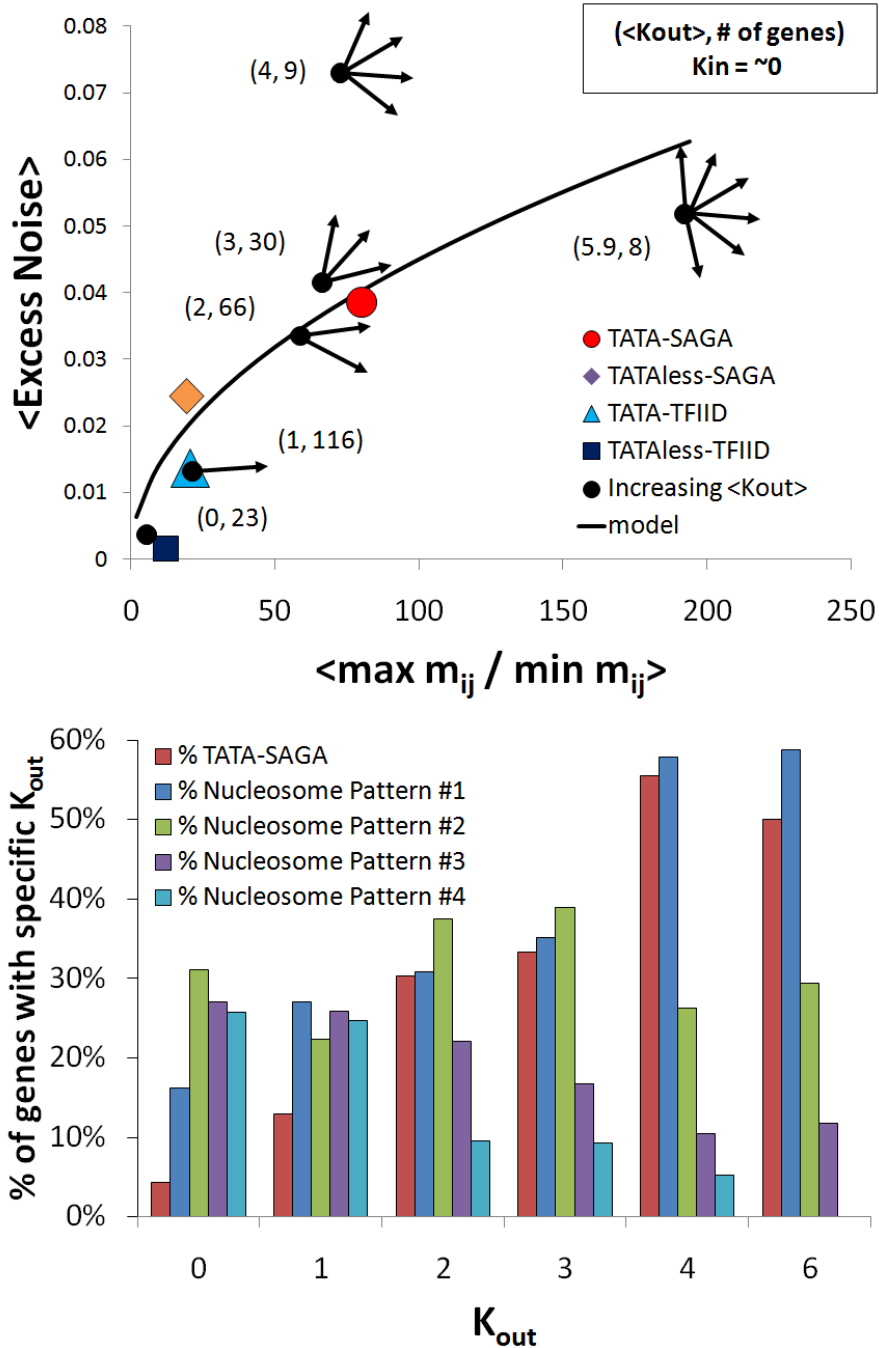 0.08
0.07
0.06
0.05
0.04
0.03
0.02
0.01
0
<Excess Noise>
(<Kout>, # of genes)
Kin = ~0
(4, 9)
(3, 30)
(2, 66)
(5.9, 8)
(1, 116)
(0, 23)
TATA-SAGA
TATAless-SAGA
TATA-TFIID
TATAless-TFIID
Increasing <Kout>
model
0 50 100 150 200 250
<max mij / min mij>
60%
50%
40%
30%
20%
10%
0%
% of genes with specific Kout
% TATA-SAGA
% Nucleosome Pattern #1
% Nucleosome Pattern #2
% Nucleosome Pattern #3
% Nucleosome Pattern #4
0 1 2 3 4 6
Kout